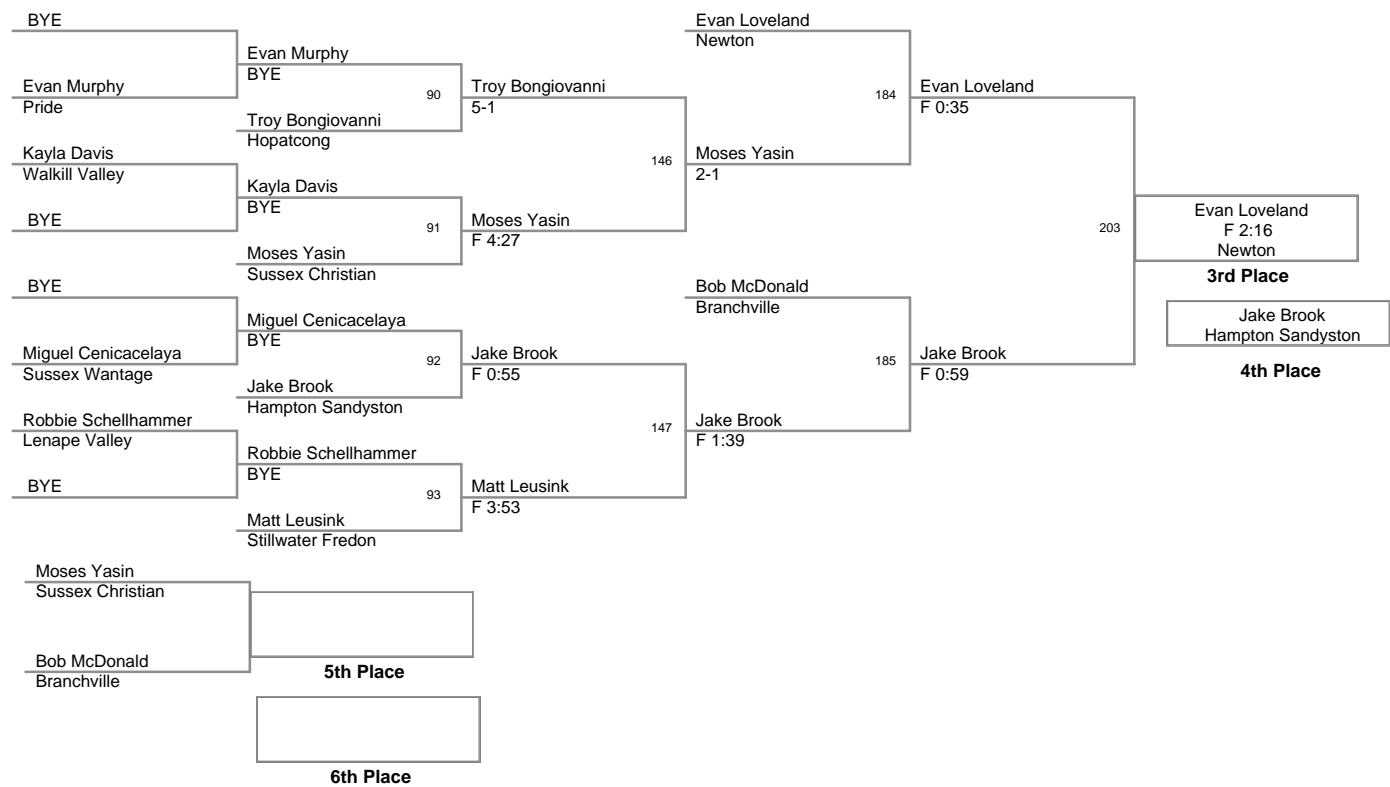 BYE
Evan Murphy
Pride
Kayla Davis
Walkill Valley
BYE
BYE
Miguel Cenicacelaya
Sussex Wantage
Robbie Schellhammer
Lenape Valley
BYE
Evan Murphy
BYE
90
Troy Bongiovanni
Hopatcong
Kayla Davis
BYE
91
Moses Yasin
Sussex Christian
Miguel Cenicacelaya
BYE
92
Jake Brook
Hampton Sandyston
Robbie Schellhammer
BYE
93
Matt Leusink
Stillwater Fredon
Troy Bongiovanni
5-1
146
Moses Yasin
F 4:27
Jake Brook
F 0:55
147
Matt Leusink
F 3:53
Evan Loveland
Newton
184
Moses Yasin
2-1
Bob McDonald
Branchville
185
Jake Brook
F 1:39
Evan Loveland
F 0:35
203
Jake Brook
F 0:59
Evan Loveland
F 2:16
Newton
3rd Place
Jake Brook
Hampton Sandyston
4th Place
Moses Yasin
Sussex Christian
Bob McDonald
Branchville
5th Place
6th Place